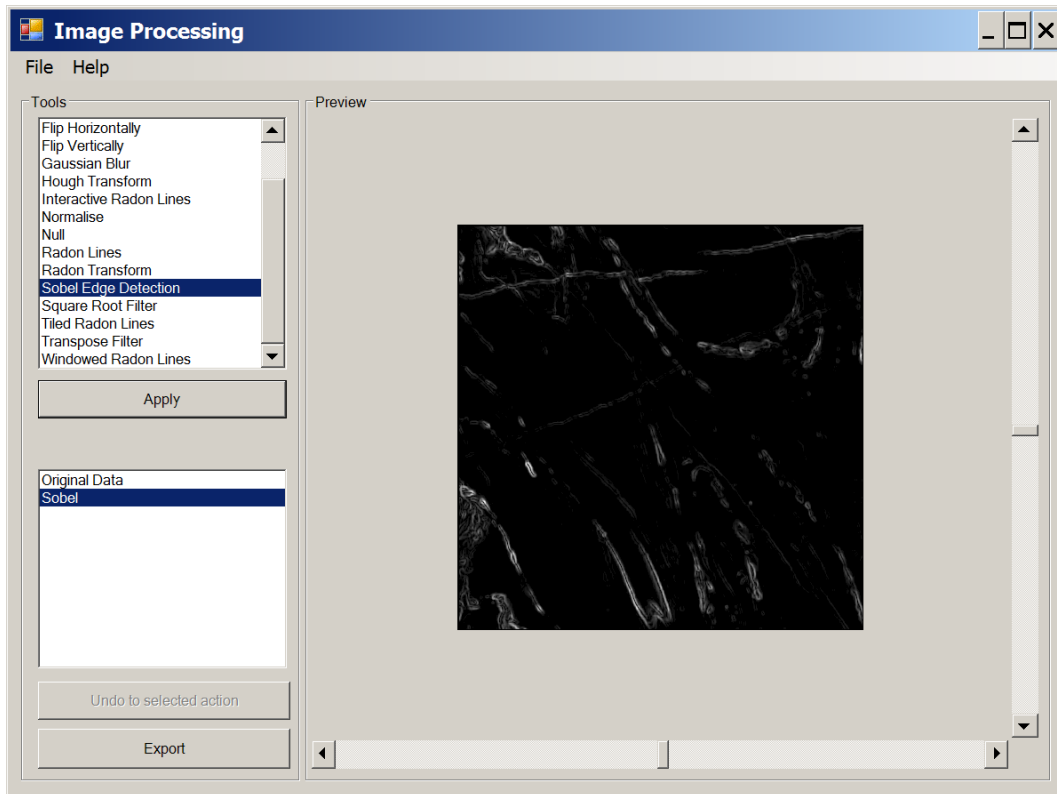 Image Processing
File Help
Tools
Flip Horizontally
Flip Vertically
Gaussian Blur
Hough Transform
Interactive Radon Lines
Normalise
Null
Radon Lines
Radon Transform
Sobel Edge Detection
Square Root Filter
Tiled Radon Lines
Transpose Filter
Windowed Radon Lines
Apply
Original Data
Sobel
Undo to selected action
Export
Preview